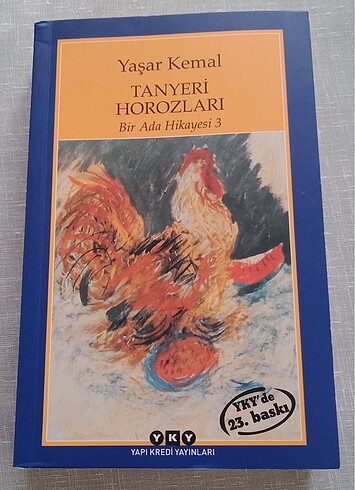 Yaşar Kemal
TANYERİ
HOROZLARI
Bir Ada Hikayesi 3
YKY'de
23. baskı
YKY
YAPI KREDİ YAYINLARI